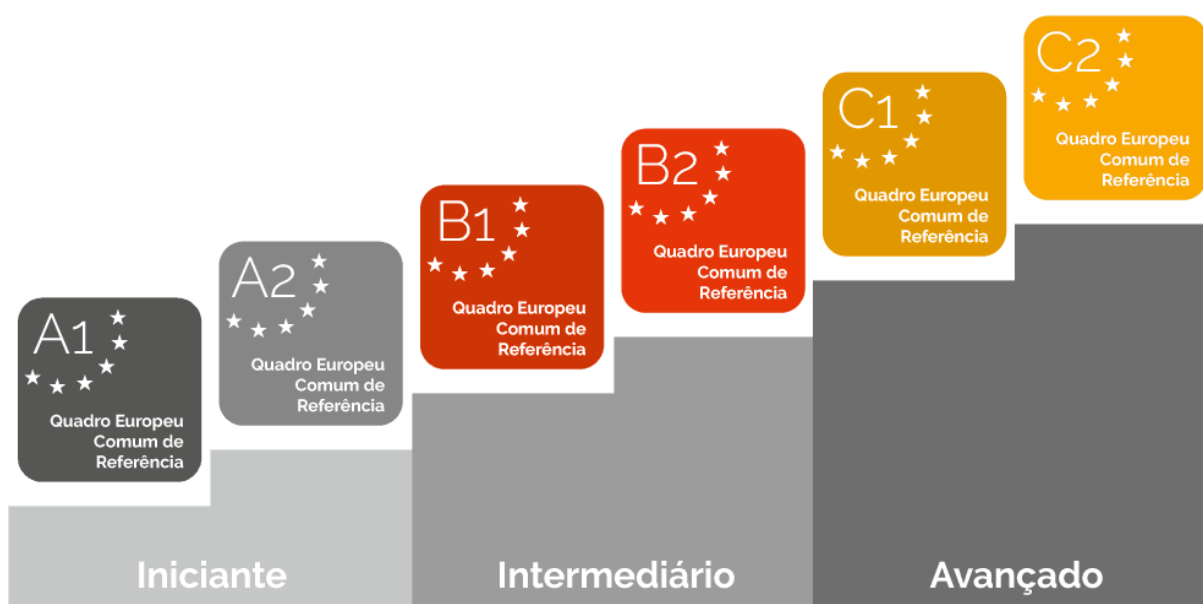 A1
Quadro Europeu
Comum de
Referência
A2
Quadro Europeu
Comum de
Referência
B1
Quadro Europeu
Comum de
Referência
B2
Quadro Europeu
Comum de
Referência
C1
Quadro Europeu
Comum de
Referência
C2
Quadro Europeu
Comum de
Referência
Iniciante
Intermediário
Avançado